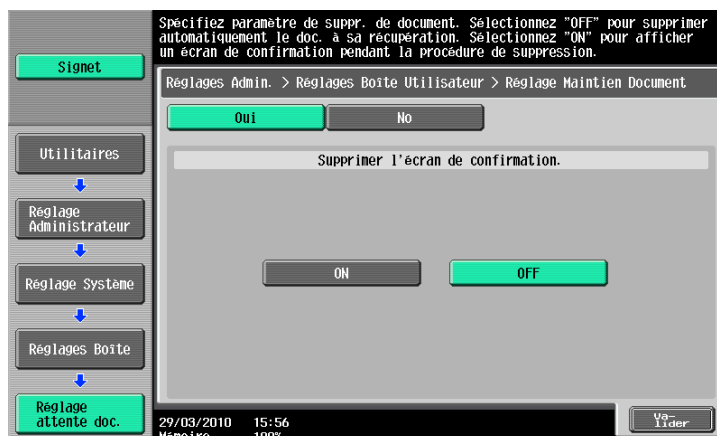 Spécifiez paramètre de suppr. de document. Sélectionnez "OFF" pour supprimer
automatiquement le doc. à sa récupération. Sélectionnez "ON" pour afficher
un écran de confirmation pendant la procédure de suppression.
Signet
Réglages Admin. > Réglages Boîte Utilisateur > Réglage Maintien Document
Oui
No
Utilitaires
Supprimer l'écran de confirmation.
Réglage
Administrateur
ON
OFF
Réglage Système
Réglages Boîte
Réglage
attente doc.
29/03/2010 15:56
Mémoire 100%
Va-
lider